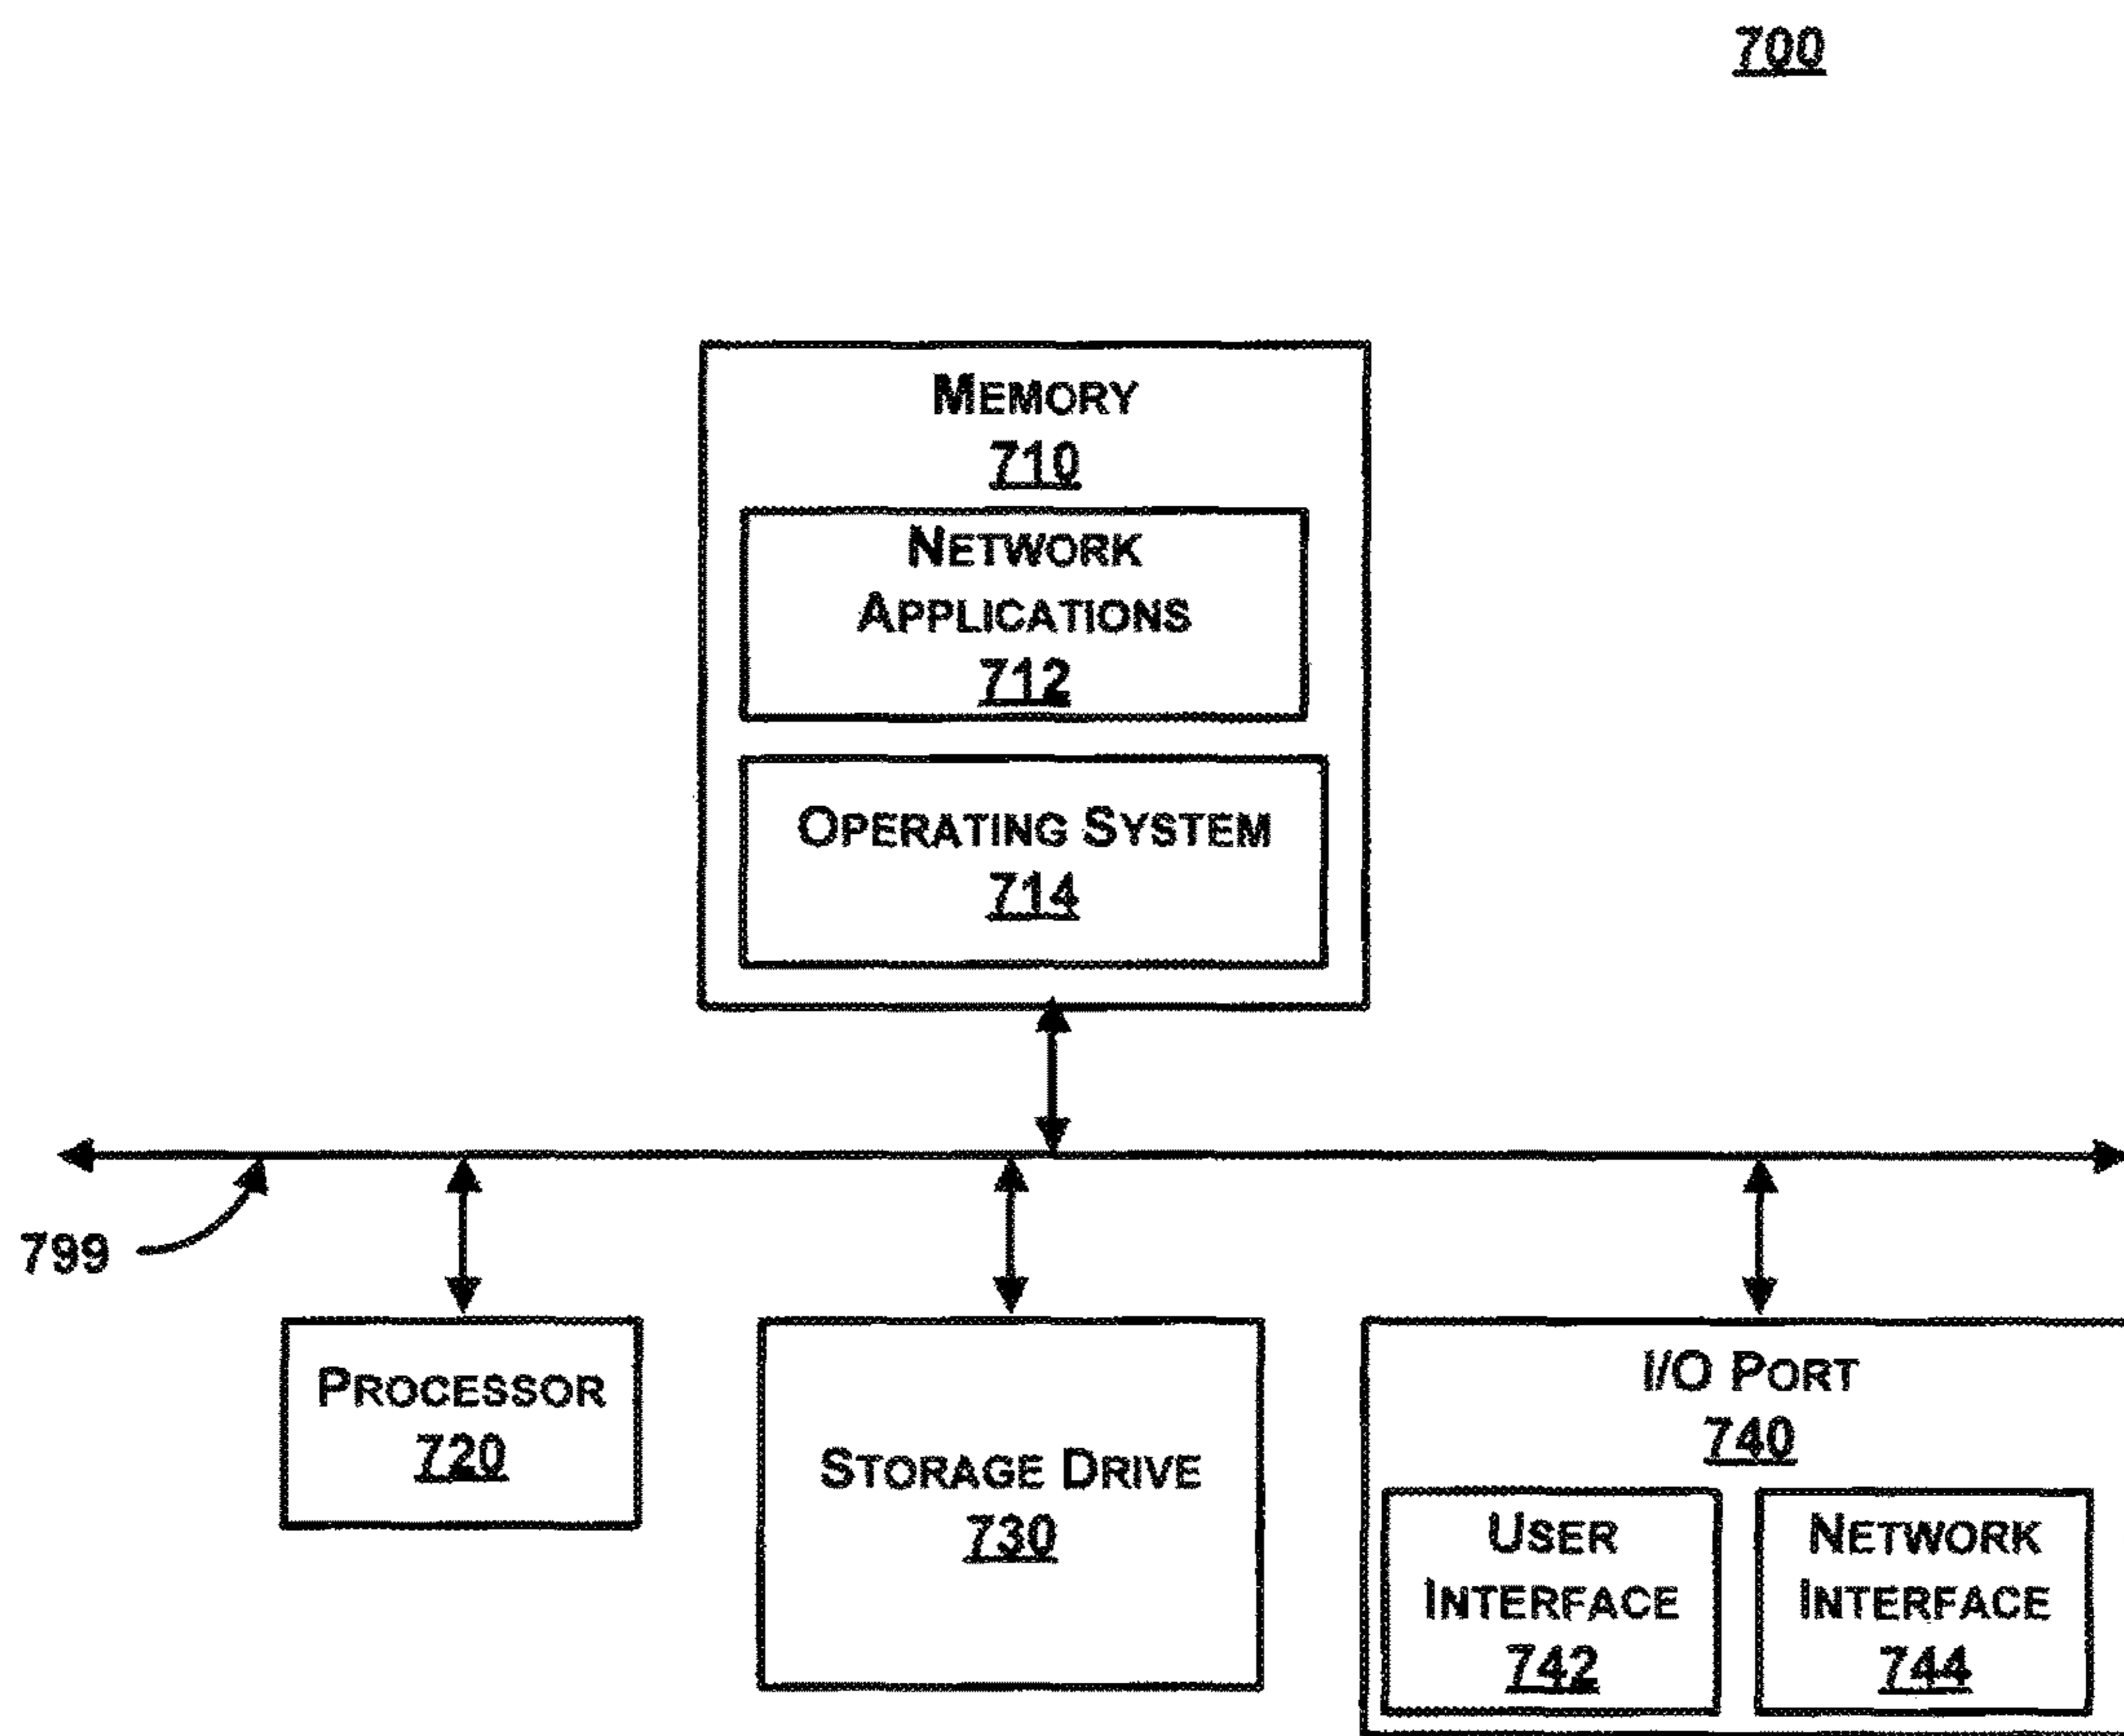 700
MEMORY
710
NETWORK
APPLICATIONS
712
OPERATING SYSTEM
714
799
PROCESSOR
720
STORAGE DRIVE
730
I/O PORT
740
USER
INTERFACE
742
NETWORK
INTERFACE
744